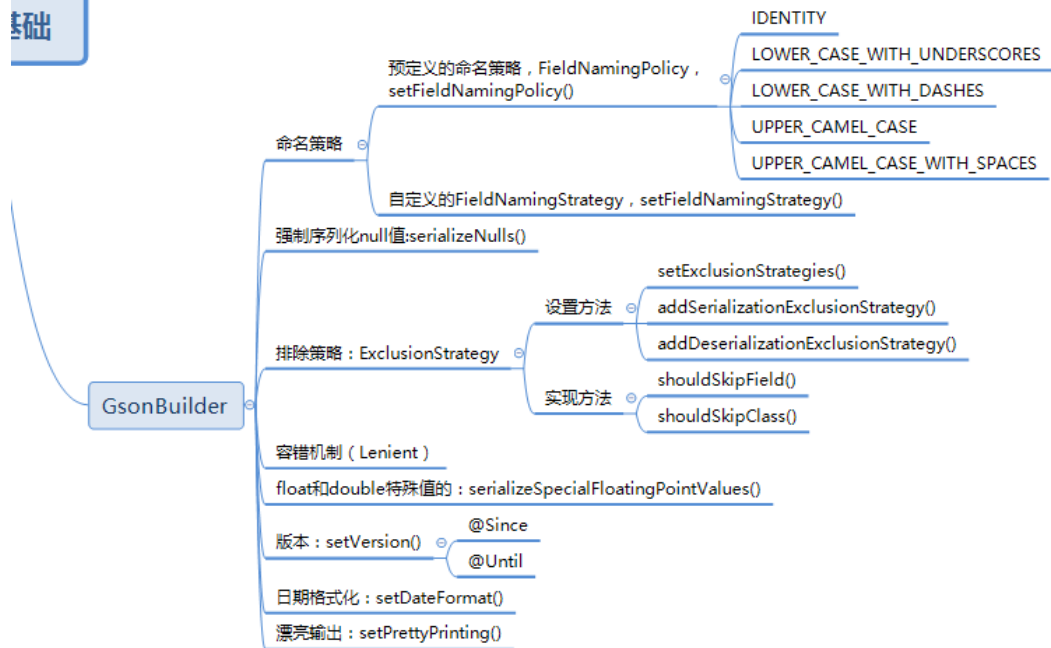 基础
IDENTITY
LOWER_CASE_WITH_UNDERSCORES
预定义的命名策略，FieldNamingPolicy，
setFieldNamingPolicy()
LOWER_CASE_WITH_DASHES
UPPER_CAMEL_CASE
UPPER_CAMEL_CASE_WITH_SPACES
命名策略
自定义的FieldNamingStrategy，setFieldNamingStrategy()
强制序列化null值:serializeNulls()
setExclusionStrategies()
设置方法
addSerializationExclusionStrategy()
addDeserializationExclusionStrategy()
排除策略：ExclusionStrategy
shouldSkipField()
实现方法
shouldSkipClass()
GsonBuilder
容错机制（Lenient）
float和double特殊值的：serializeSpecialFloatingPointValues()
@Since
版本：setVersion()
@Until
日期格式化：setDateFormat()
漂亮输出：setPrettyPrinting()